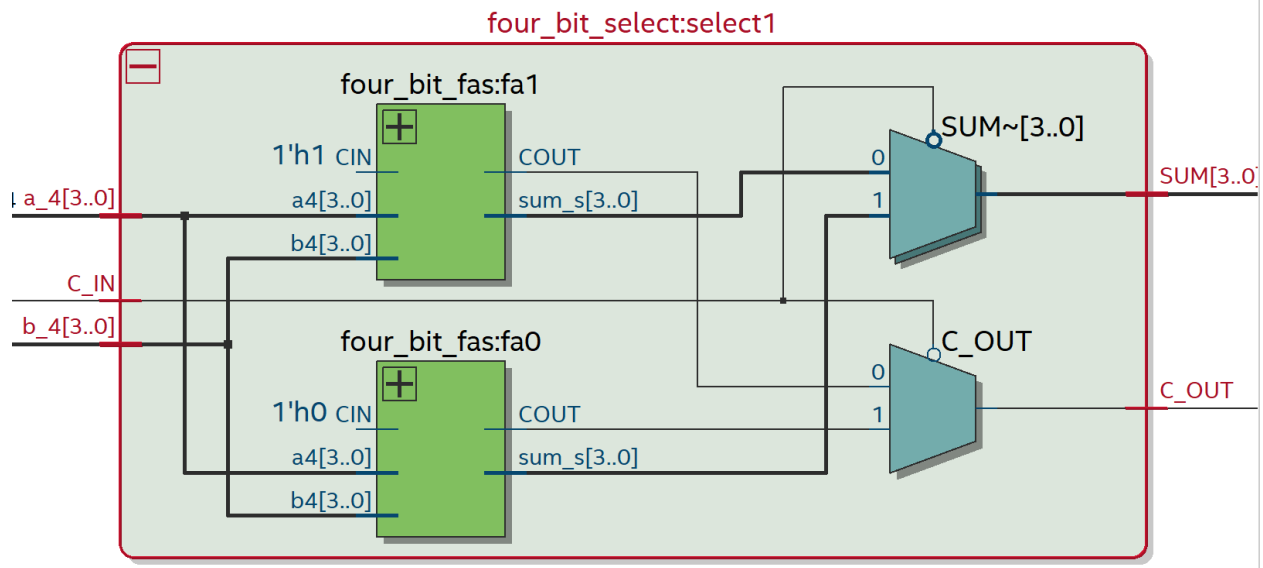 four_bit_select:select1
four_bit_fas:fa1
SUM~[3..0]
1'h1 CIN
COUT
0
a_4[3..0]
a4[3..0]
sum_s[3..0]
1
SUM[3..0]
b4[3..0]
C_IN
b_4[3..0]
four_bit_fas:fa0
C_OUT
0
C_OUT
1'h0 CIN
COUT
1
a4[3..0]
sum_s[3..0]
b4[3..0]